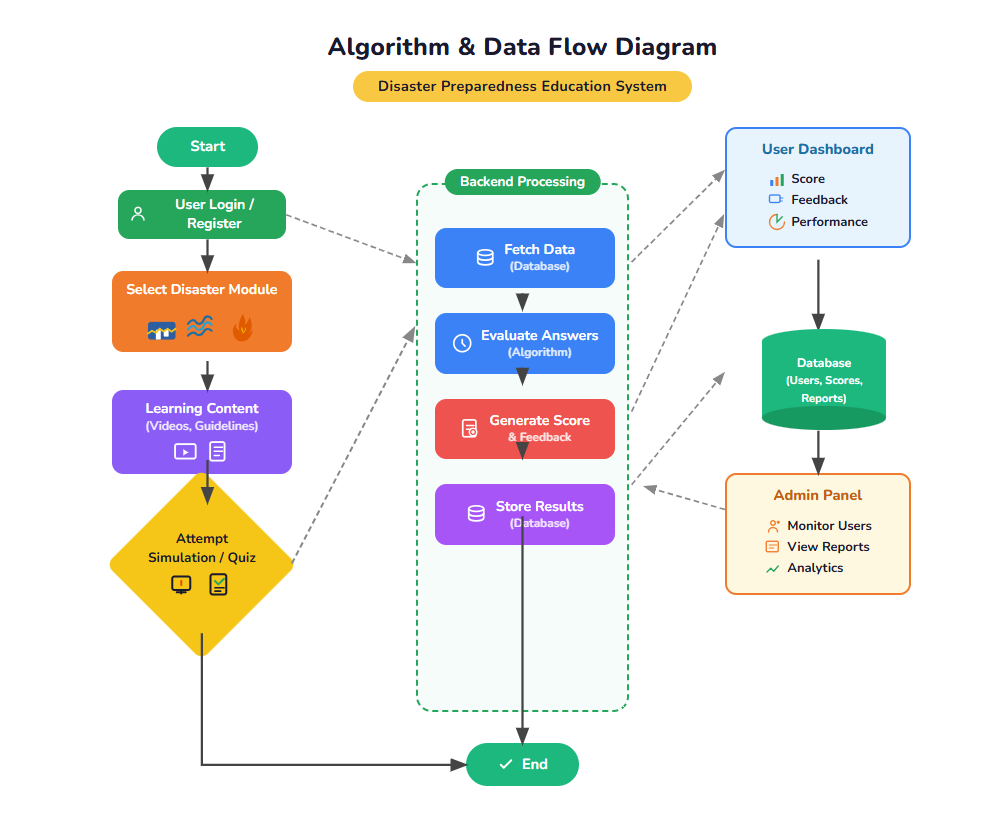 Algorithm & Data Flow Diagram
Disaster Preparedness Education System
Start
User Login /
Register
Select Disaster Module
Learning Content
(Videos, Guidelines)
Attempt
Simulation / Quiz
Backend Processing
Fetch Data
(Database)
Evaluate Answers
(Algorithm)
Generate Score
& Feedback
Store Results
(Database)
End
User Dashboard
Score
Feedback
Performance
Database
(Users, Scores,
Reports)
Admin Panel
Monitor Users
View Reports
Analytics